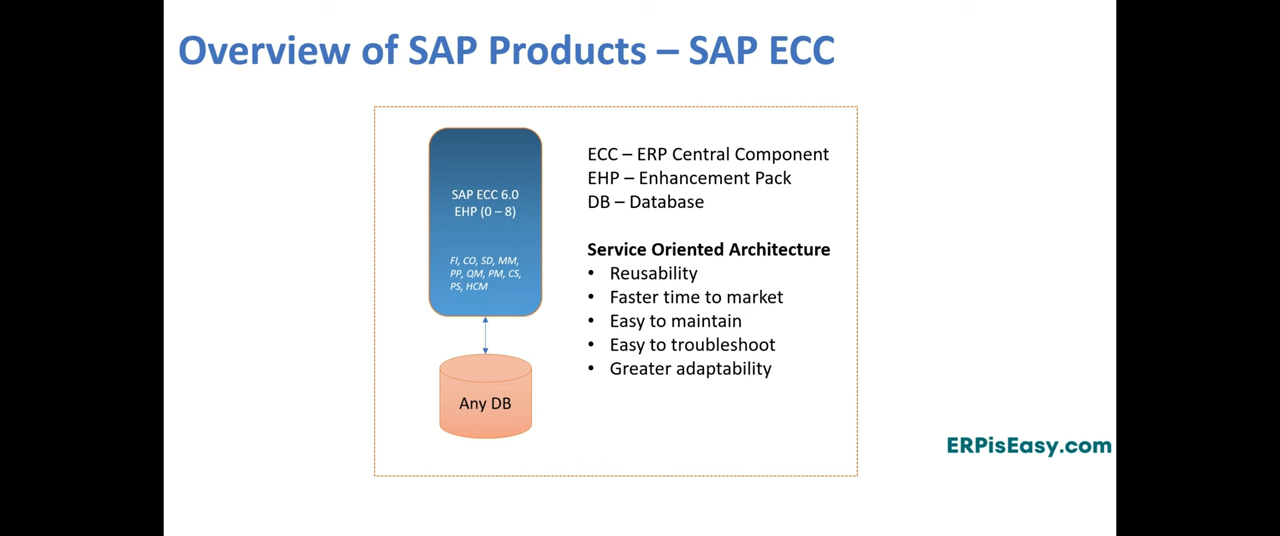 Overview of SAP Products – SAP ECC
SAP ECC 6.0
EHP (0 – 8)
FI, CO, SD, MM,
PP, QM, PM, CS,
PS, HCM
Any DB
ECC – ERP Central Component
EHP – Enhancement Pack
DB – Database
Service Oriented Architecture
• Reusability
• Faster time to market
• Easy to maintain
• Easy to troubleshoot
• Greater adaptability
ERPisEasy.com